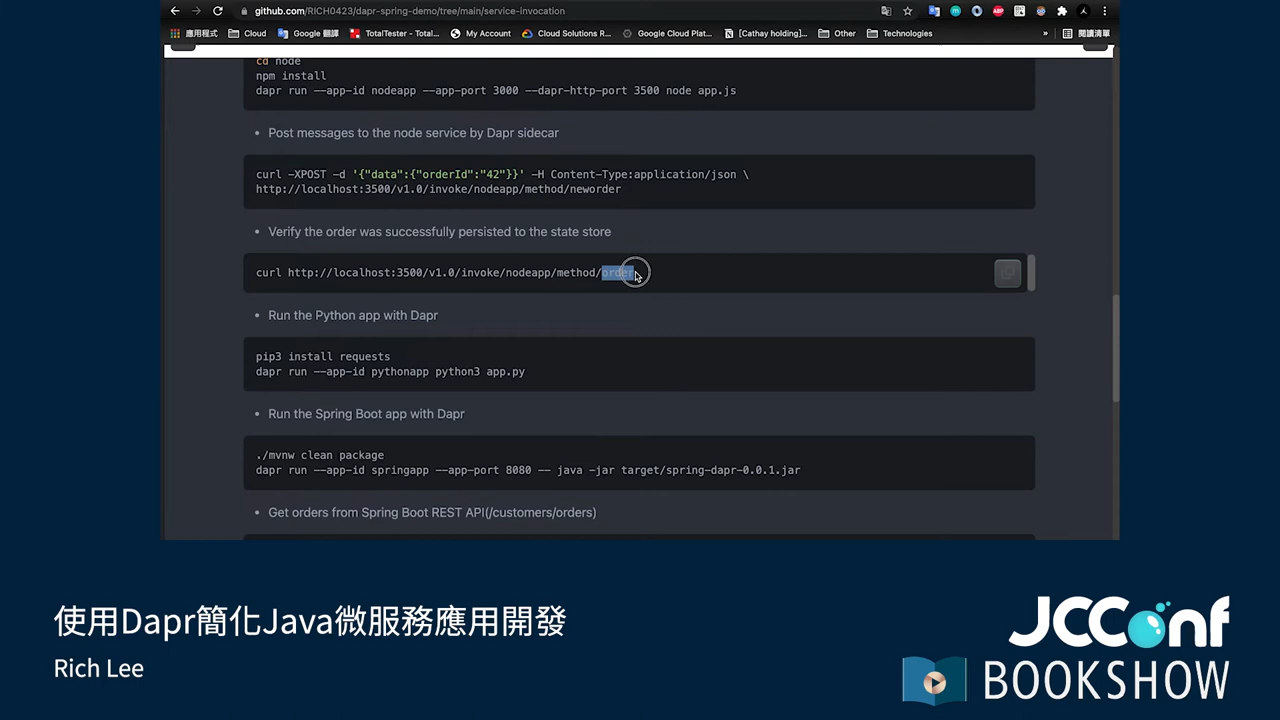 github.com/RICH0423/dapr-spring-demo/tree/main/service-invocation
應用程式
Cloud
Google 翻譯
TotalTester - Total...
My Account
Cloud Solutions R...
Google Cloud Plat...
[Cathay holding]...
Other
Technologies
»
閱讀清單
cd node
npm install
dapr run --app-id nodeapp --app-port 3000 --dapr-http-port 3500 node app.js
• Post messages to the node service by Dapr sidecar
curl -XPOST -d '{"data":{"orderId":"42"}}' -H Content-Type:application/json \
http://localhost:3500/v1.0/invoke/nodeapp/method/neworder
• Verify the order was successfully persisted to the state store
curl http://localhost:3500/v1.0/invoke/nodeapp/method/order
• Run the Python app with Dapr
pip3 install requests
dapr run --app-id pythonapp python3 app.py
• Run the Spring Boot app with Dapr
./mvnw clean package
dapr run --app-id springapp --app-port 8080 -- java -jar target/spring-dapr-0.0.1.jar
• Get orders from Spring Boot REST API(/customers/orders)
使用Dapr簡化Java微服務應用開發
Rich Lee
JCConf
BOOKSHOW